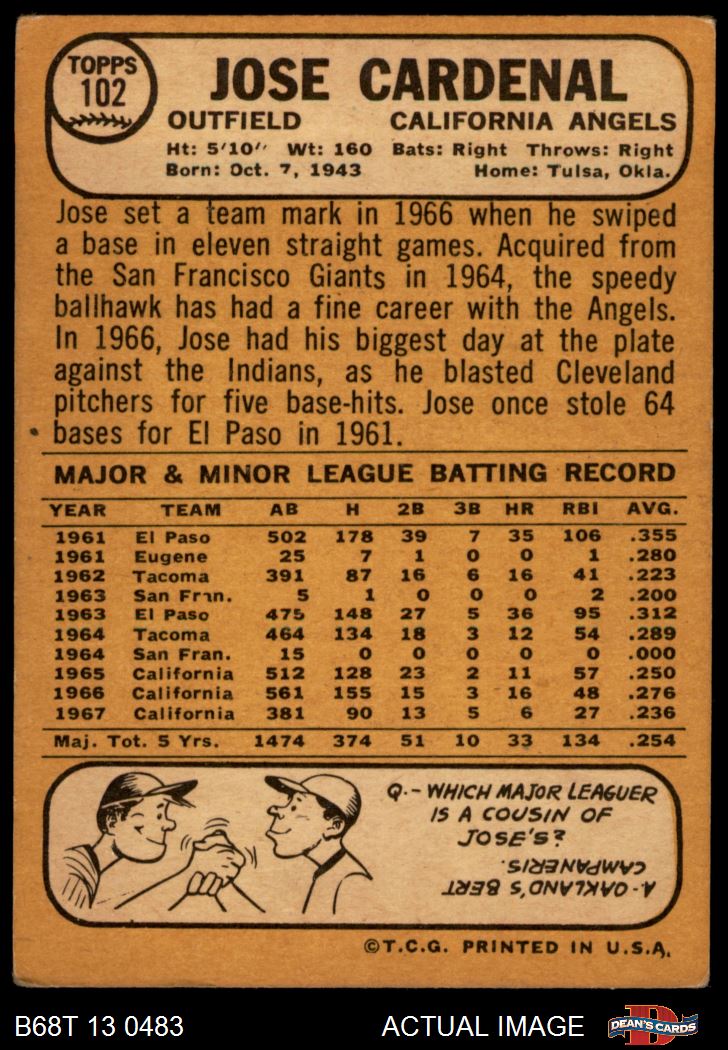 TOPPS
102
JOSE CARDENAL
OUTFIELD CALIFORNIA ANGELS
Ht: 5'10" Wt: 160 Bats: Right Throws: Right
Born: Oct. 7, 1943 Home: Tulsa, Okla.
Jose set a team mark in 1966 when he swiped
a base in eleven straight games. Acquired from
the San Francisco Giants in 1964, the speedy
ballhawk has had a fine career with the Angels.
In 1966, Jose had his biggest day at the plate
against the Indians, as he blasted Cleveland
pitchers for five base-hits. Jose once stole 64
bases for El Paso in 1961.
MAJOR & MINOR LEAGUE BATTING RECORD
YEAR TEAM AB H 2B 3B HR RBI AVG.
1961 El Paso 502 178 39 7 35 106 .355
1961 Eugene 25 7 1 0 0 1 .280
1962 Tacoma 391 87 16 6 16 41 .223
1963 San Fran. 5 1 0 0 0 2 .200
1963 El Paso 475 148 27 5 36 95 .312
1964 Tacoma 464 134 18 3 12 54 .289
1964 San Fran. 15 0 0 0 0 0 .000
1965 California 512 128 23 2 11 57 .250
1966 California 561 155 15 3 16 48 .276
1967 California 381 90 13 5 6 27 .236
Maj. Tot. 5 Yrs. 1474 374 51 10 33 134 .254
Q.- WHICH MAJOR LEAGUER
IS A COUSIN OF
JOSE'S?
A- OAKLAND'S BERT
CAMPANERIS.
©T.C.G. PRINTED IN U.S.A.
B68T 13 0483 ACTUAL IMAGE
D
DEAN'S CARDS